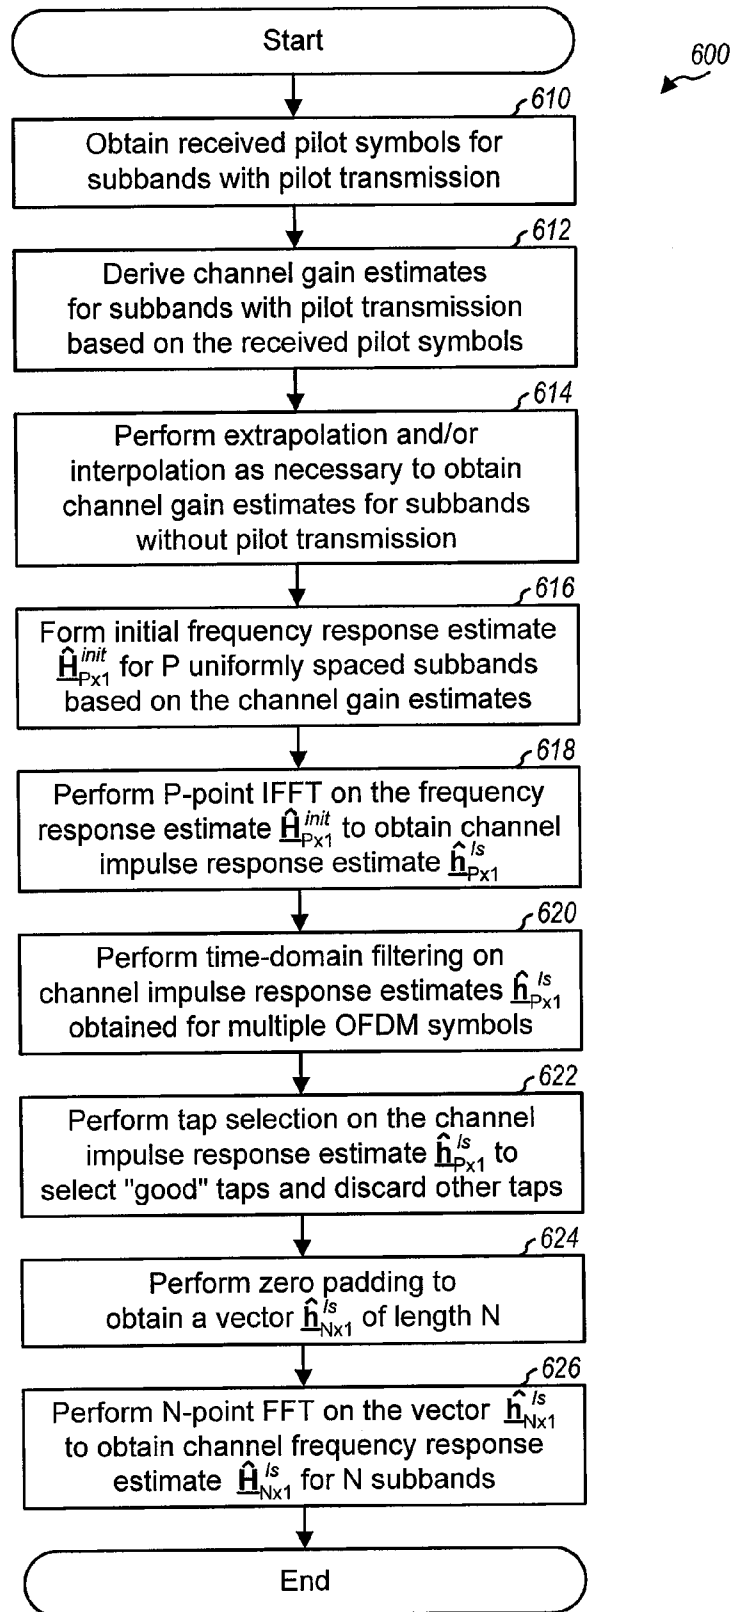 Start
600
610
Obtain received pilot symbols for
subbands with pilot transmission
612
Derive channel gain estimates
for subbands with pilot transmission
based on the received pilot symbols
614
Perform extrapolation and/or
interpolation as necessary to obtain
channel gain estimates for subbands
without pilot transmission
616
Form initial frequency response estimate
Ĥ^init_Px1 for P uniformly spaced subbands
based on the channel gain estimates
618
Perform P-point IFFT on the frequency
response estimate Ĥ^init_Px1 to obtain channel
impulse response estimate ĥ^ls_Px1
620
Perform time-domain filtering on
channel impulse response estimates ĥ^ls_Px1
obtained for multiple OFDM symbols
622
Perform tap selection on the channel
impulse response estimate ĥ^ls_Px1 to
select "good" taps and discard other taps
624
Perform zero padding to
obtain a vector ĥ^ls_Nx1 of length N
626
Perform N-point FFT on the vector ĥ^ls_Nx1
to obtain channel frequency response
estimate Ĥ^ls_Nx1 for N subbands
End